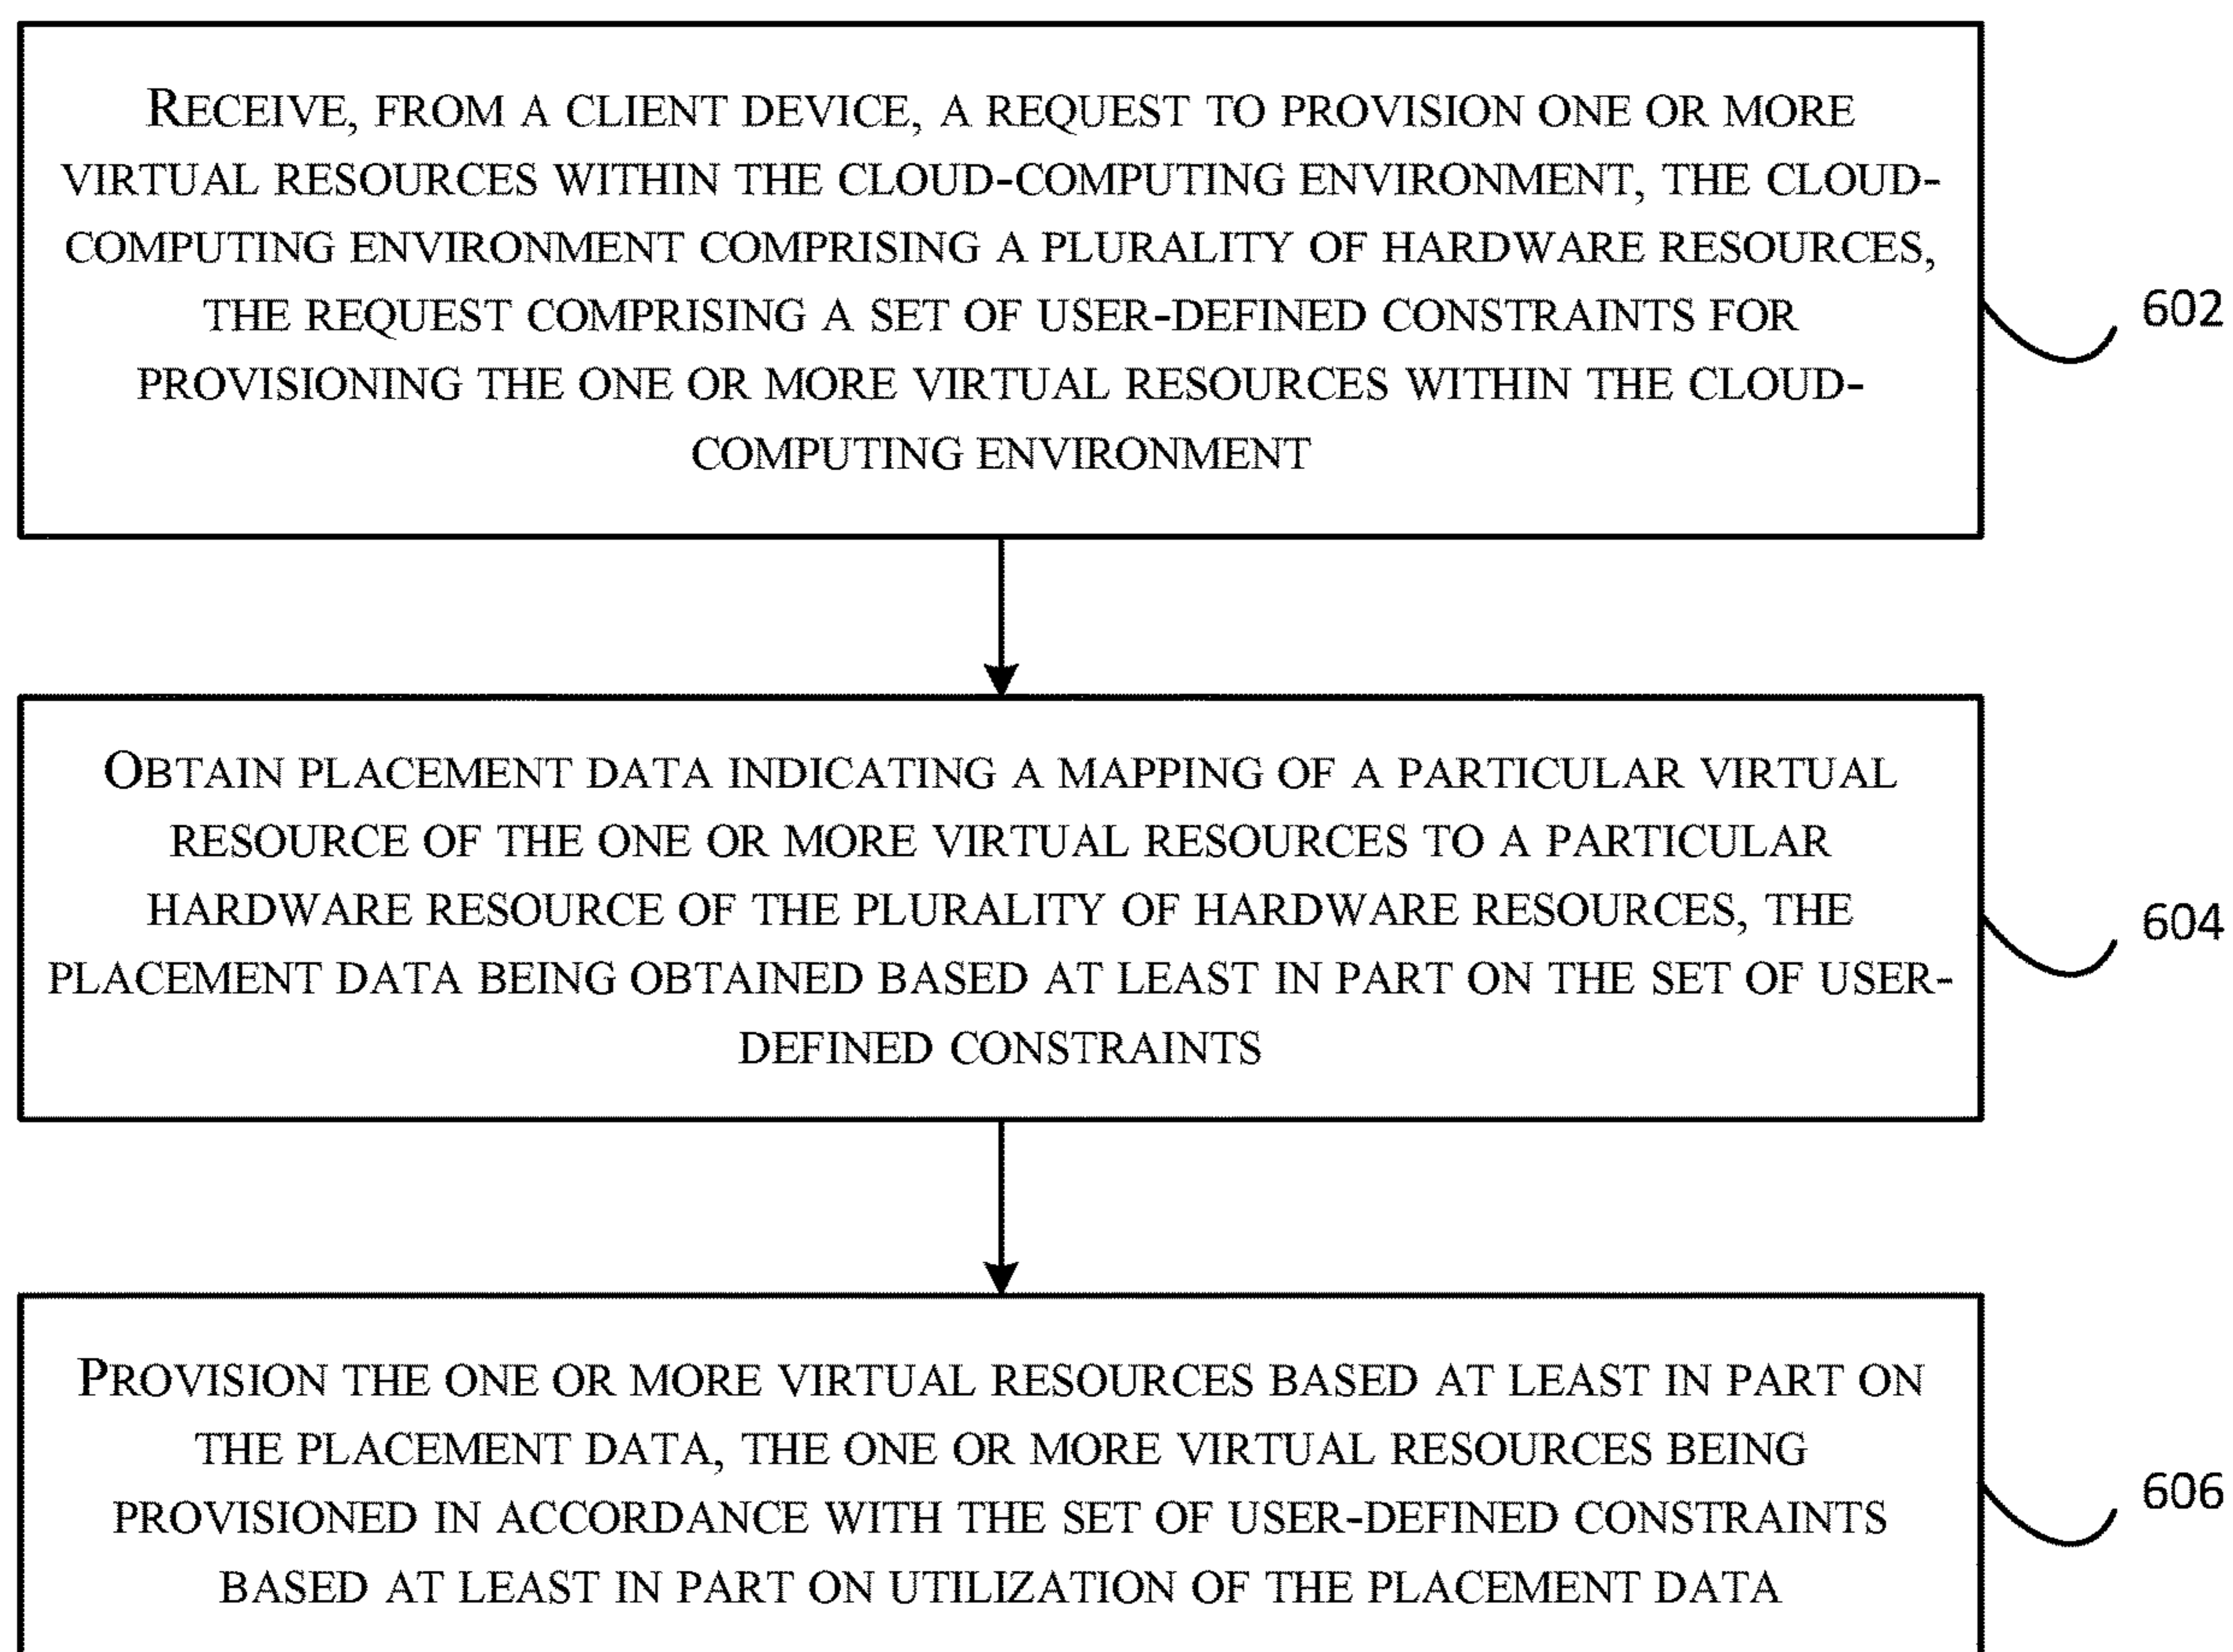 RECEIVE, FROM A CLIENT DEVICE, A REQUEST TO PROVISION ONE OR MORE
VIRTUAL RESOURCES WITHIN THE CLOUD-COMPUTING ENVIRONMENT, THE CLOUD-
COMPUTING ENVIRONMENT COMPRISING A PLURALITY OF HARDWARE RESOURCES,
THE REQUEST COMPRISING A SET OF USER-DEFINED CONSTRAINTS FOR
PROVISIONING THE ONE OR MORE VIRTUAL RESOURCES WITHIN THE CLOUD-
COMPUTING ENVIRONMENT
602
OBTAIN PLACEMENT DATA INDICATING A MAPPING OF A PARTICULAR VIRTUAL
RESOURCE OF THE ONE OR MORE VIRTUAL RESOURCES TO A PARTICULAR
HARDWARE RESOURCE OF THE PLURALITY OF HARDWARE RESOURCES, THE
PLACEMENT DATA BEING OBTAINED BASED AT LEAST IN PART ON THE SET OF USER-
DEFINED CONSTRAINTS
604
PROVISION THE ONE OR MORE VIRTUAL RESOURCES BASED AT LEAST IN PART ON
THE PLACEMENT DATA, THE ONE OR MORE VIRTUAL RESOURCES BEING
PROVISIONED IN ACCORDANCE WITH THE SET OF USER-DEFINED CONSTRAINTS
BASED AT LEAST IN PART ON UTILIZATION OF THE PLACEMENT DATA
606